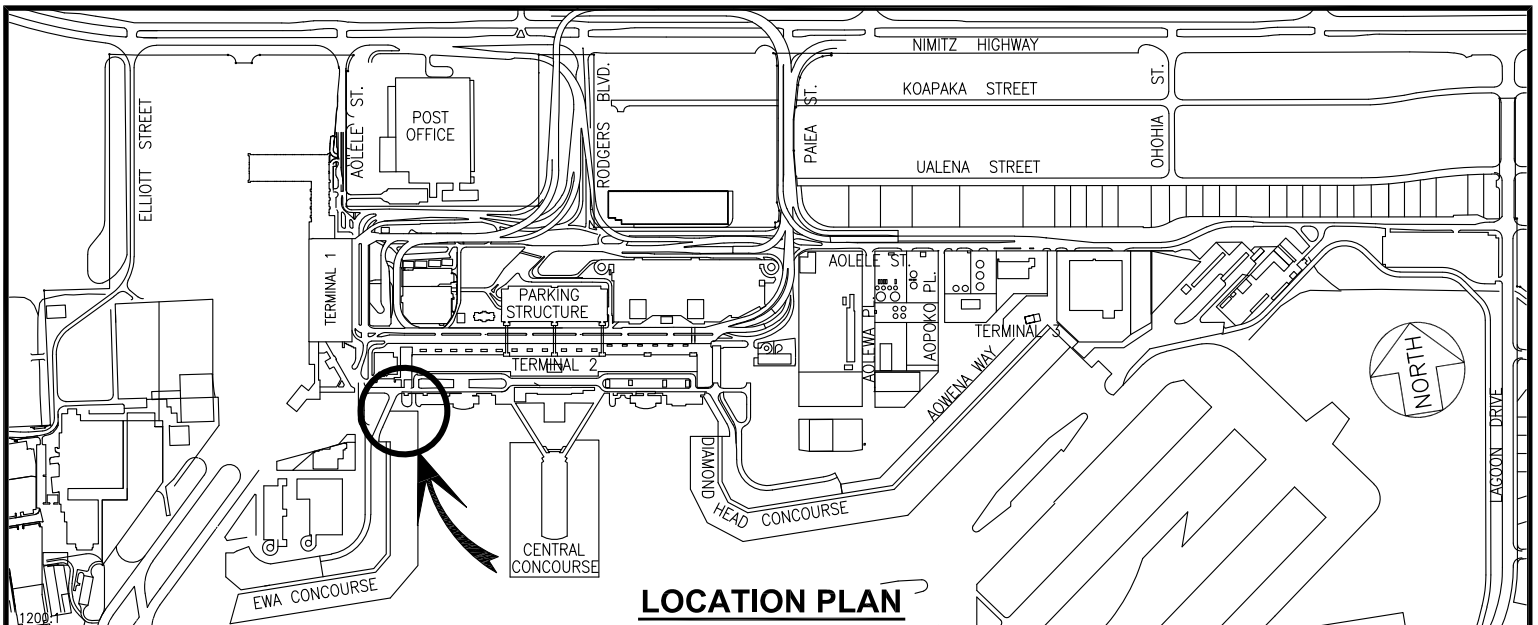 NIMITZ HIGHWAY
KOAPAKA STREET
UALENA STREET
ELLIOTT STREET
AOLELE ST.
POST
OFFICE
RODGERS BLVD.
PAIEA ST.
OHOHIA ST.
TERMINAL 1
PARKING
STRUCTURE
TERMINAL 2
AOLELE ST.
AOLEWA Pl
AOPOKO PL.
TERMINAL 3
AOWENA WAY
NORTH
LAGOON DRIVE
DIAMOND
HEAD CONCOURSE
CENTRAL
CONCOURSE
EWA CONCOURSE
1200:1
LOCATION PLAN